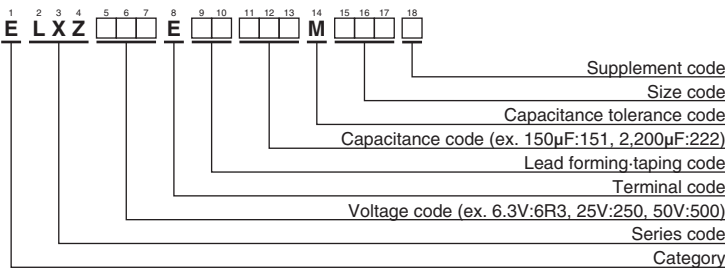 1 2 3 4 5 6 7 8 9 10 11 12 13 14 15 16 17 18
E L X Z E M
Supplement code
Size code
Capacitance tolerance code
Capacitance code (ex. 150μF:151, 2,200μF:222)
Lead forming·taping code
Terminal code
Voltage code (ex. 6.3V:6R3, 25V:250, 50V:500)
Series code
Category